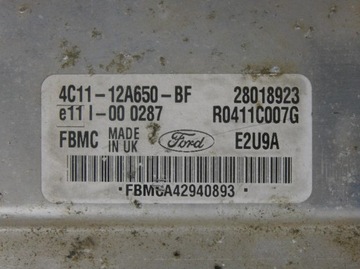 4C11-12A650-BF 28018923
e11 I-00 0287 R0411C007G
FBMC MADE IN UK Ford E2U9A
FBMCA42940893